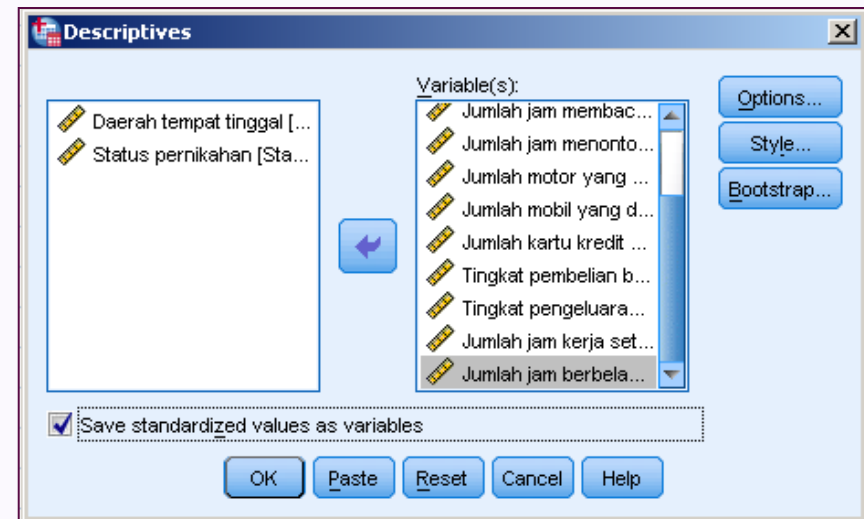 Descriptives
Variable(s):
Daerah tempat tinggal [...
Status pernikahan [Sta...
Jumlah jam membac...
Jumlah jam menonto...
Jumlah motor yang ...
Jumlah mobil yang d...
Jumlah kartu kredit ...
Tingkat pembelian b...
Tingkat pengeluara...
Jumlah jam kerja set...
Jumlah jam berbela...
Options...
Style...
Bootstrap...
Save standardized values as variables
OK Paste Reset Cancel Help